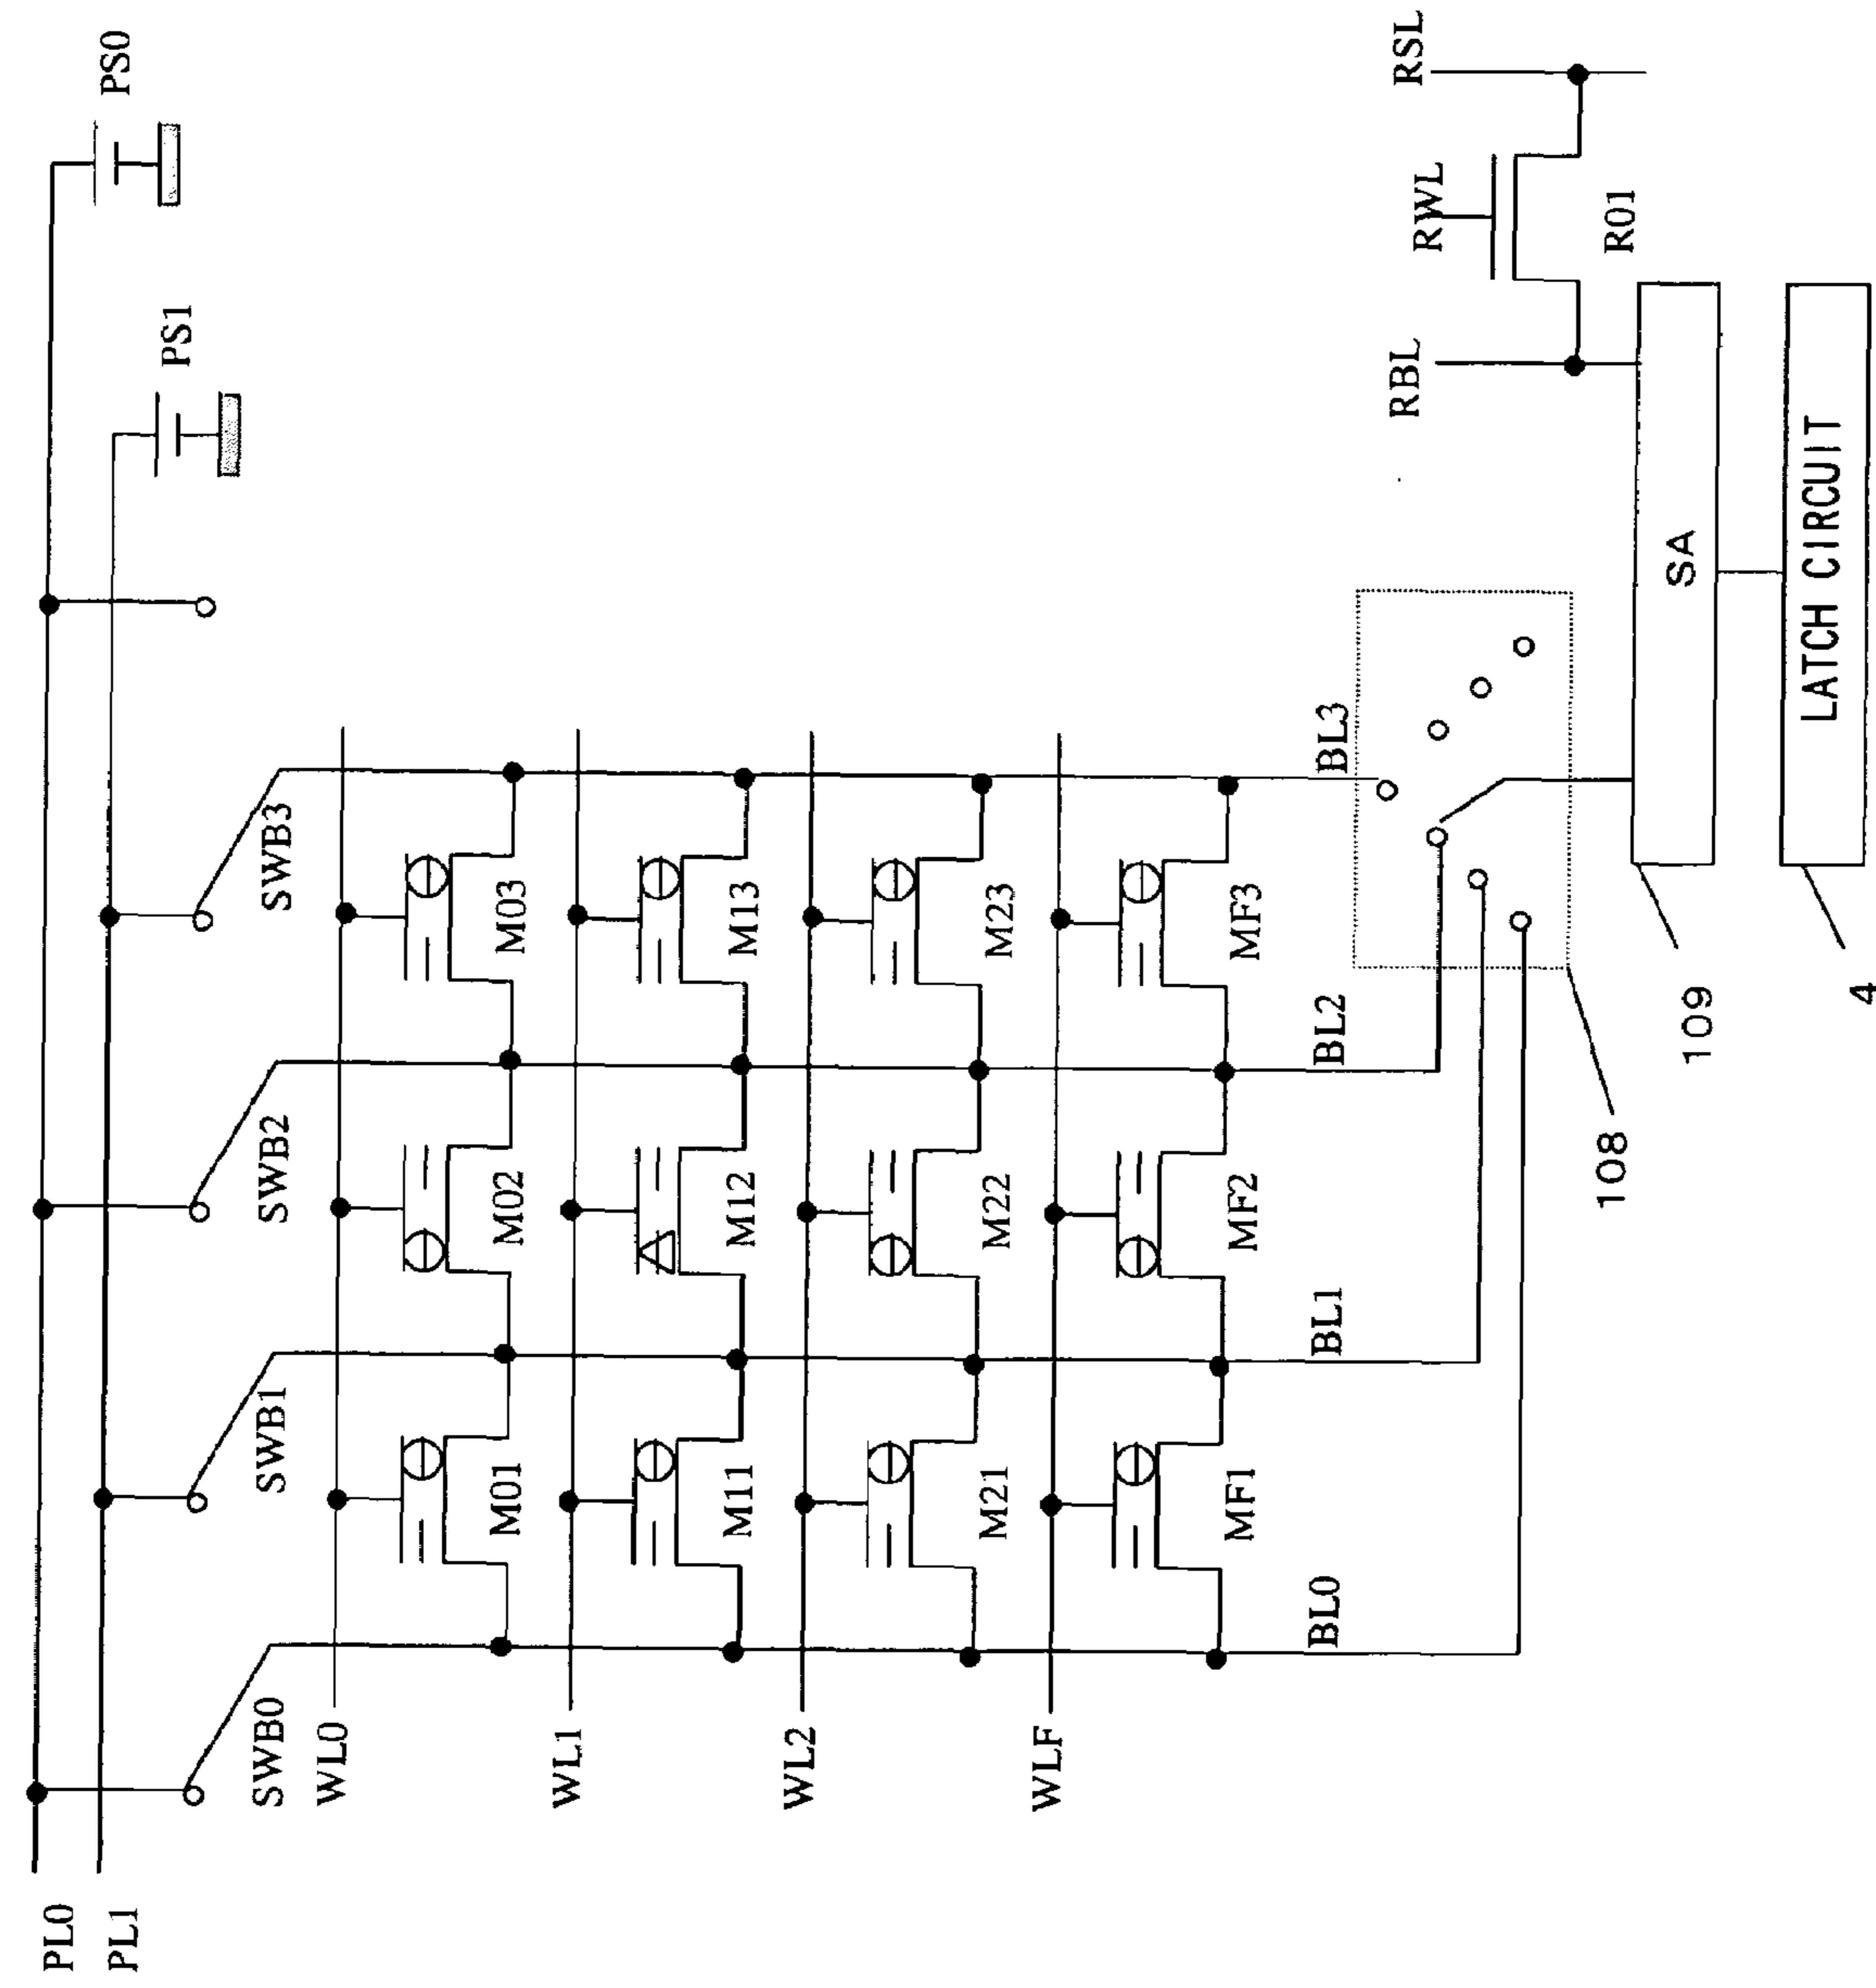 PL0
PL1
PS0
PS1
SWB0
SWB1
SWB2
SWB3
WL0
M01
M02
M03
WL1
M11
M12
M13
WL2
M21
M22
M23
WLF
MF1
MF2
MF3
BL0
BL1
BL2
BL3
RBL
RWL
RSL
R01
108
SA
109
LATCH CIRCUIT
4